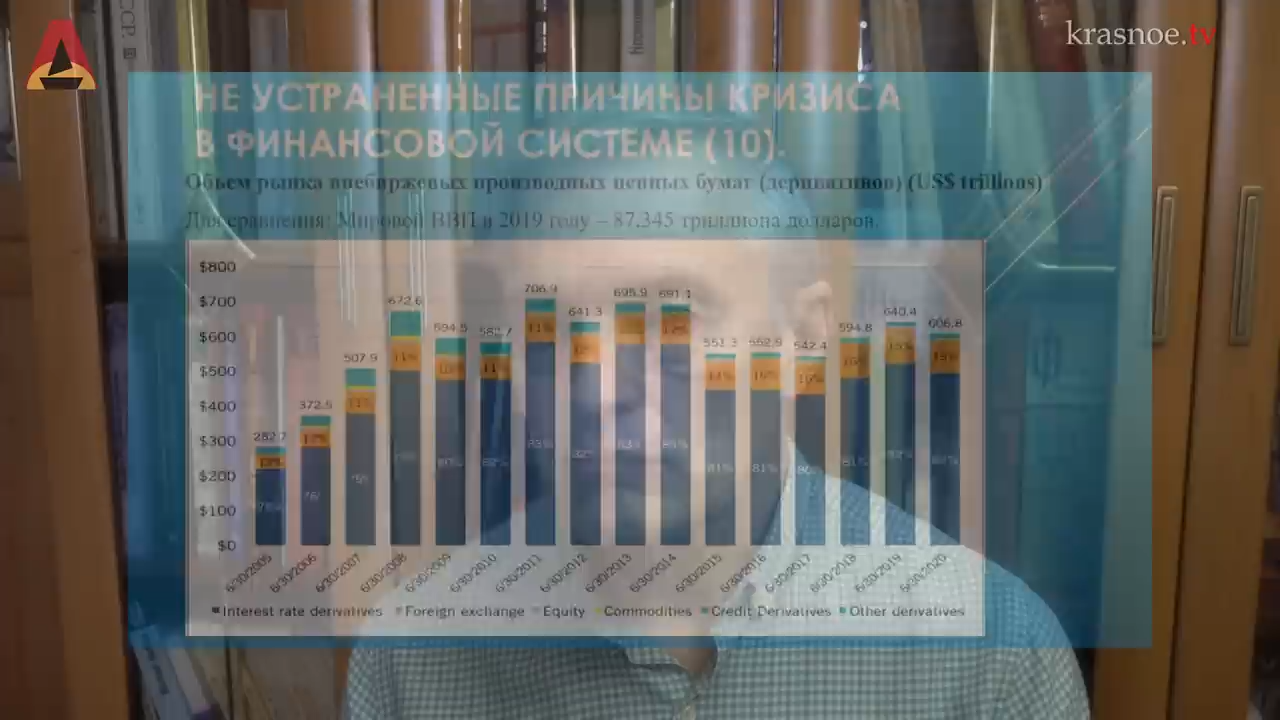 krasnoe.tv
НЕ УСТРАНЕННЫЕ ПРИЧИНЫ КРИЗИСА
В ФИНАНСОВОЙ СИСТЕМЕ (10).
Объем рынка внебиржевых производных ценных бумаг (деривативов) (US$ trillions)
Для сравнения: Мировой ВВП в 2019 году – 87.345 триллиона долларов.
$800
$700
$600
$500
$400
$300
$200
$100
$0
282.7 372.5 507.9 672.6 594.5 582.7 706.9 641.3 695.9 691.1 551.3 552.9 542.4 594.8 640.4 606.8
6/30/2005 6/30/2006 6/30/2007 6/30/2008 6/30/2009 6/30/2010 6/30/2011 6/30/2012 6/30/2013 6/30/2014 6/30/2015 6/30/2016 6/30/2017 6/30/2018 6/30/2019 6/30/2020
Interest rate derivatives Foreign exchange Equity Commodities Credit Derivatives Other derivatives